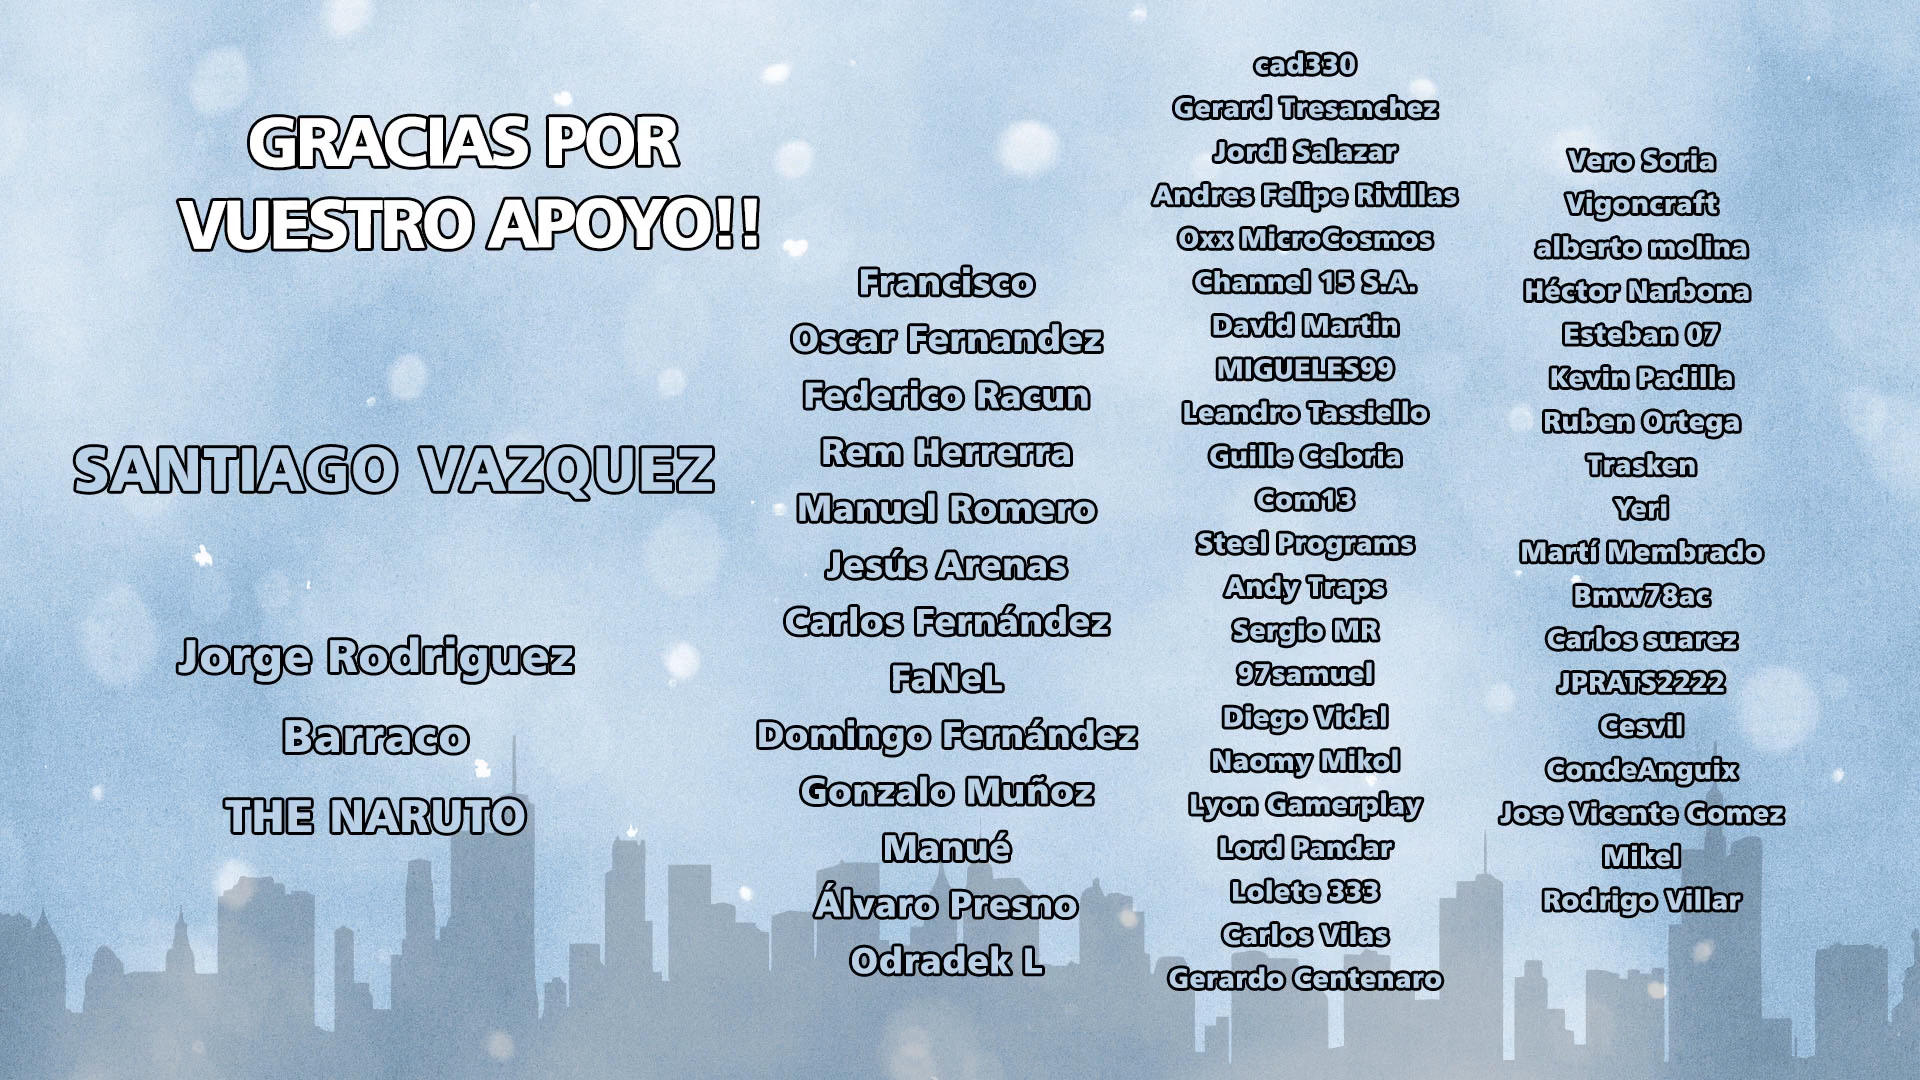 GRACIAS POR
VUESTRO APOYO!!
SANTIAGO VAZQUEZ
Jorge Rodriguez
Barraco
THE NARUTO
Francisco
Oscar Fernandez
Federico Racun
Rem Herrerra
Manuel Romero
Jesús Arenas
Carlos Fernández
FaNeL
Domingo Fernández
Gonzalo Muñoz
Manué
Álvaro Presno
Odradek L
cad330
Gerard Tresanchez
Jordi Salazar
Andres Felipe Rivillas
Oxx MicroCosmos
Channel 15 S.A.
David Martin
MIGUELES99
Leandro Tassiello
Guille Celoria
Com13
Steel Programs
Andy Traps
Sergio MR
97samuel
Diego Vidal
Naomy Mikol
Lyon Gamerplay
Lord Pandar
Lolete 333
Carlos Vilas
Gerardo Centenaro
Vero Soria
Vigoncraft
alberto molina
Héctor Narbona
Esteban 07
Kevin Padilla
Ruben Ortega
Trasken
Yeri
Martí Membrado
Bmw78ac
Carlos suarez
JPRATS2222
Cesvil
CondeAnguix
Jose Vicente Gomez
Mikel
Rodrigo Villar